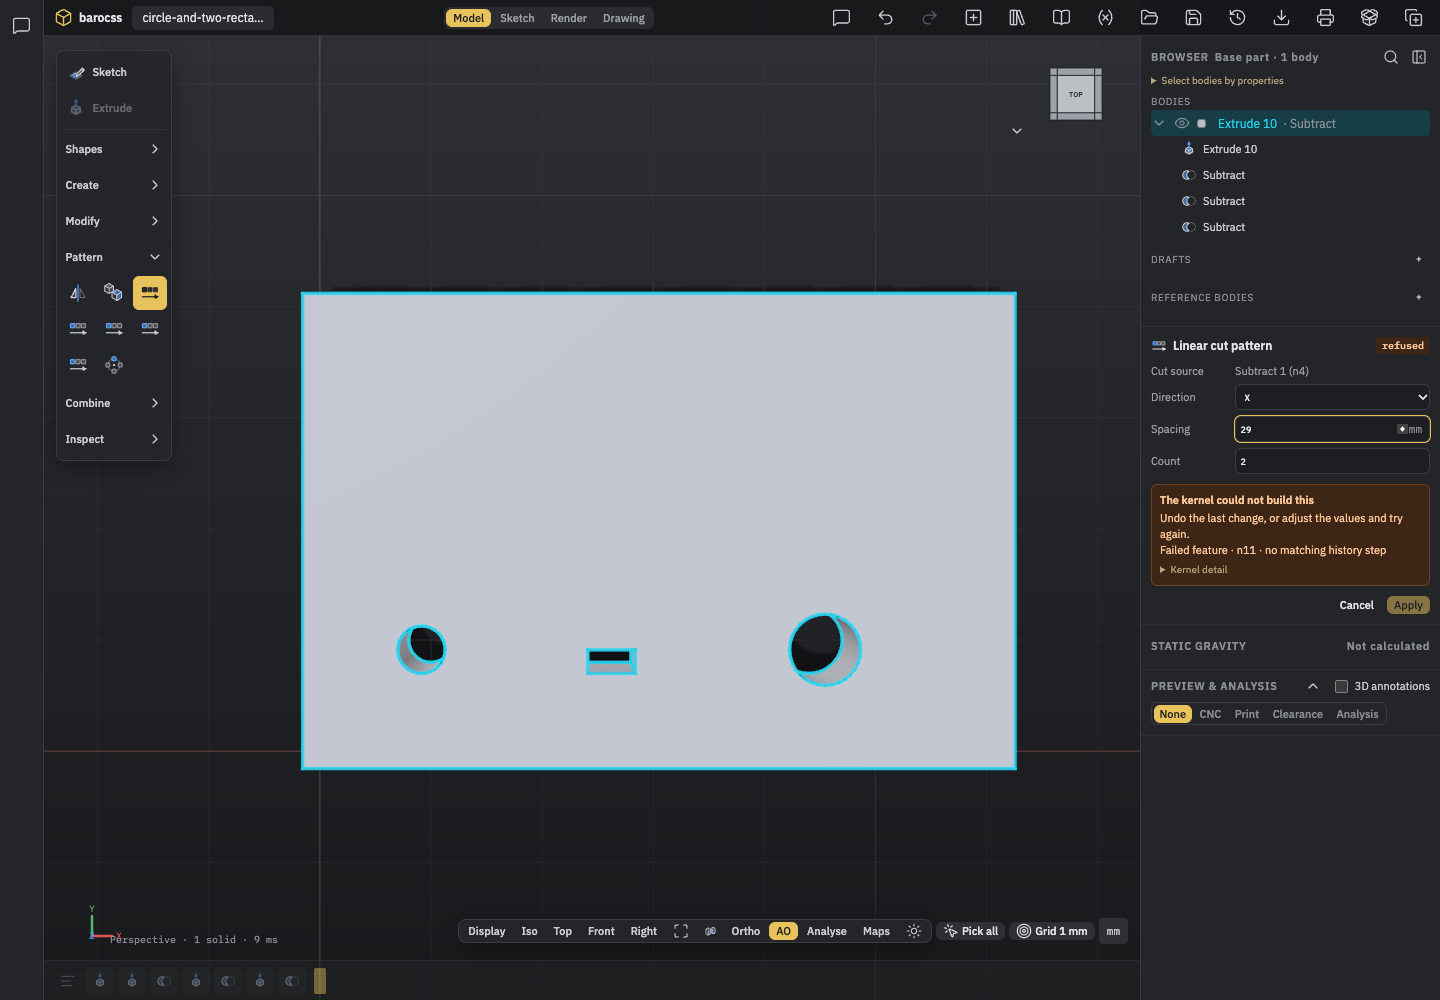 barocss
circle-and-two-recta...
Model
Sketch
Render
Drawing
Sketch
Extrude
Shapes
Create
Modify
Pattern
Combine
Inspect
TOP
BROWSER Base part · 1 body
Select bodies by properties
BODIES
Extrude 10 · Subtract
Extrude 10
Subtract
Subtract
Subtract
DRAFTS
REFERENCE BODIES
Linear cut pattern
refused
Cut source Subtract 1 (n4)
Direction X
Spacing 29 mm
Count 2
The kernel could not build this
Undo the last change, or adjust the values and try
again.
Failed feature · n11 · no matching history step
Kernel detail
Cancel
Apply
STATIC GRAVITY Not calculated
PREVIEW & ANALYSIS 3D annotations
None CNC Print Clearance Analysis
Y
X
Z
Perspective · 1 solid · 9 ms
Display Iso Top Front Right Ortho AO Analyse Maps Pick all Grid 1 mm mm